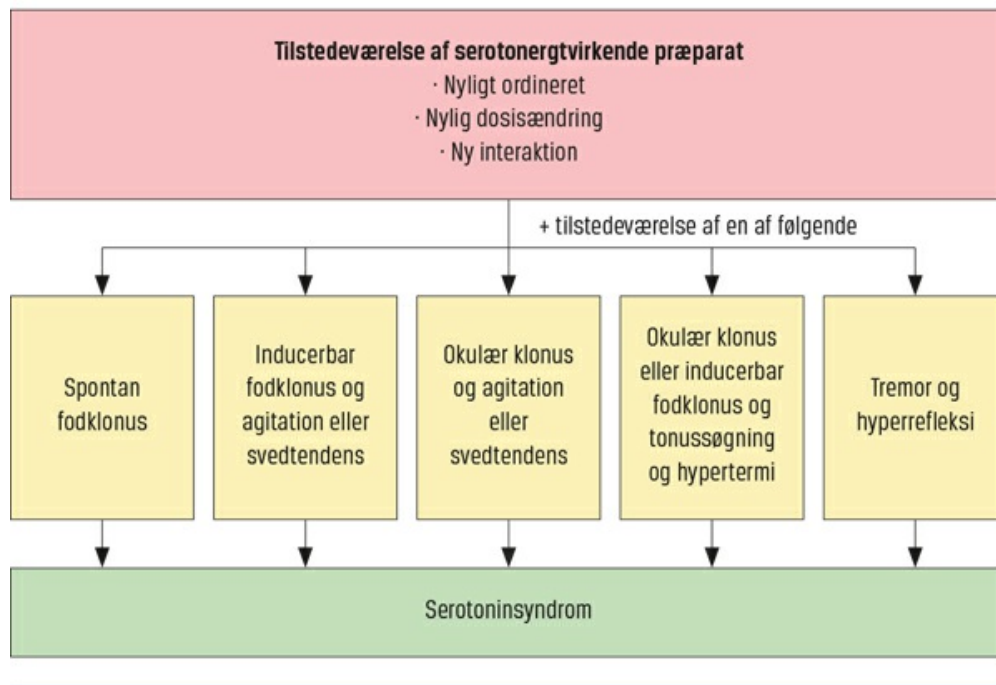 Tilstedeværelse af serotonergtvirkende præparat
· Nyligt ordineret
· Nylig dosisændring
· Ny interaktion
+ tilstedeværelse af en af følgende
Spontan
fodklonus
Inducerbar
fodklonus og
agitation eller
svedtendens
Okulær klonus
og agitation
eller
svedtendens
Okulær klonus
eller inducerbar
fodklonus og
tonussøgning
og hypertermi
Tremor og
hyperrefleksi
Serotoninsyndrom